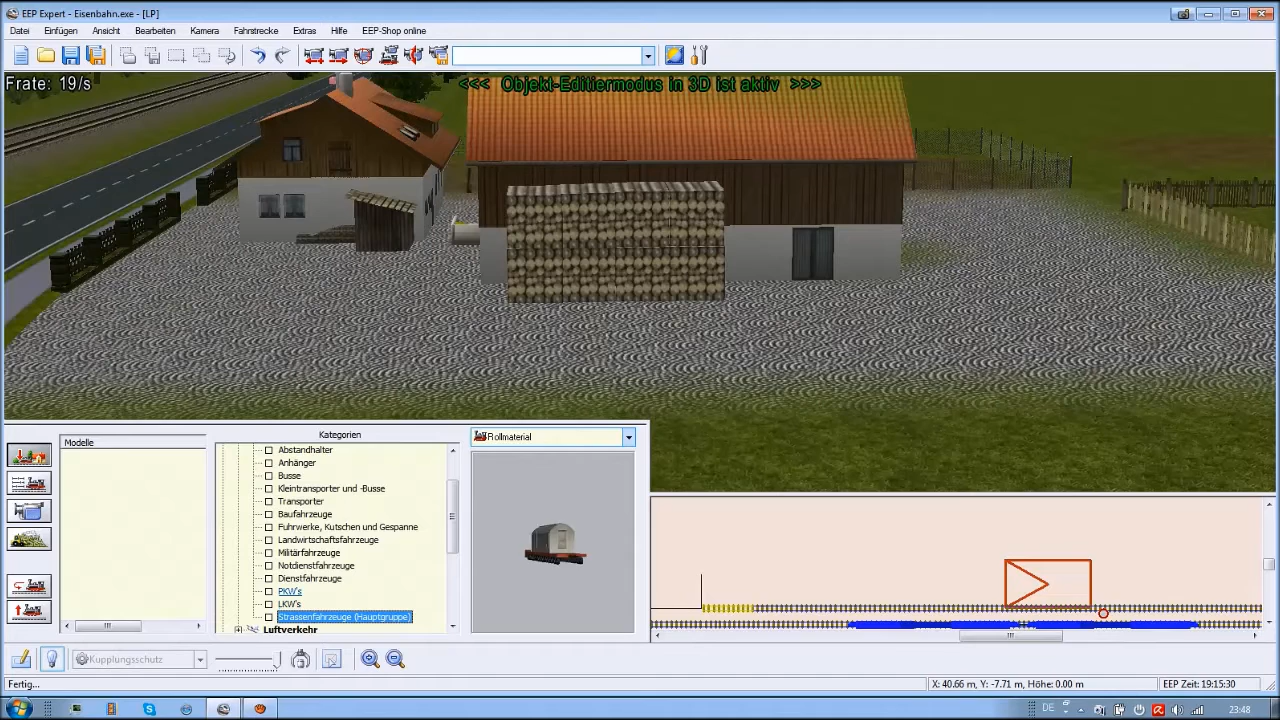 EEP Expert - Eisenbahn.exe - [LP]
Datei Einfügen Ansicht Bearbeiten Kamera Fahrstrecke Extras Hilfe EEP-Shop online
Frate: 19/s
<<< Objekt-Editiermodus in 3D ist aktiv >>>
Modelle
Kategorien
Rollmaterial
Abstandhalter
Anhänger
Busse
Kleintransporter und -Busse
Transporter
Baufahrzeuge
Fuhrwerke, Kutschen und Gespanne
Landwirtschaftsfahrzeuge
Militärfahrzeuge
Notdienstfahrzeuge
Dienstfahrzeuge
PKW's
LKW's
Strassenfahrzeuge (Hauptgruppe)
Luftverkehr
Kupplungsschutz
Fertig... X: 40.66 m, Y: -7.71 m, Höhe: 0.00 m EEP Zeit: 19:15:30
DE 23:48